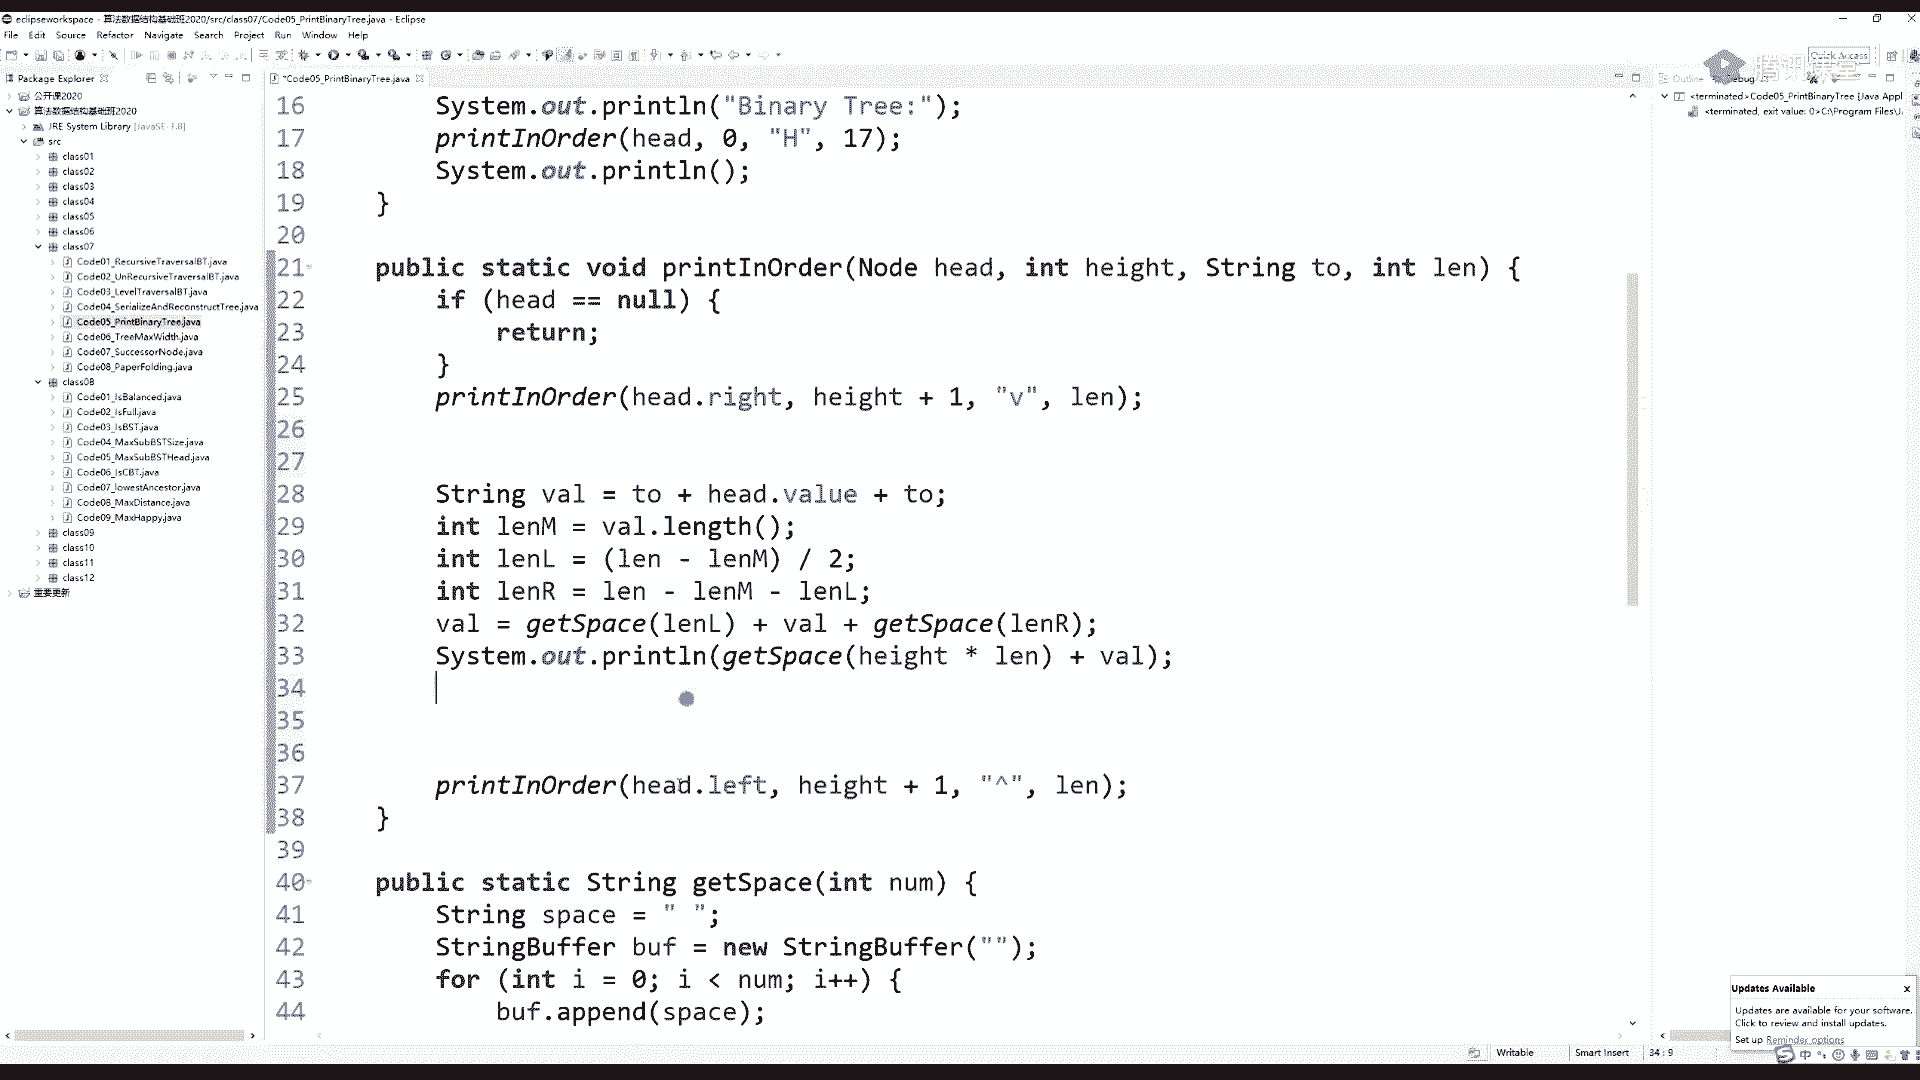 eclipseworkspace - 算法数据结构基础班2020/src/class07/Code05_PrintBinaryTree.java - Eclipse
File Edit Source Refactor Navigate Search Project Run Window Help
Quick Access
腾讯课堂
Package Explorer
*Code05_PrintBinaryTree.java
Outline
Debug
公开课2020
算法数据结构基础班2020
JRE System Library [JavaSE-1.8]
src
class01
class02
class03
class04
class05
class06
class07
Code01_RecursiveTraversalBT.java
Code02_UnRecursiveTraversalBT.java
Code03_LevelTraversalBT.java
Code04_SerializeAndReconstructTree.java
Code05_PrintBinaryTree.java
Code06_TreeMaxWidth.java
Code07_SuccessorNode.java
Code08_PaperFolding.java
class08
Code01_IsBalanced.java
Code02_IsFull.java
Code03_IsBST.java
Code04_MaxSubBSTSize.java
Code05_MaxSubBSTHead.java
Code06_IsCBT.java
Code07_lowestAncestor.java
Code08_MaxDistance.java
Code09_MaxHappy.java
class09
class10
class11
class12
重要更新
16 System.out.println("Binary Tree:");
17 printInOrder(head, 0, "H", 17);
18 System.out.println();
19 }
20
21 public static void printInOrder(Node head, int height, String to, int len) {
22 if (head == null) {
23 return;
24 }
25 printInOrder(head.right, height + 1, "v", len);
26
27
28 String val = to + head.value + to;
29 int lenM = val.length();
30 int lenL = (len - lenM) / 2;
31 int lenR = len - lenM - lenL;
32 val = getSpace(lenL) + val + getSpace(lenR);
33 System.out.println(getSpace(height * len) + val);
34
35
36
37 printInOrder(head.left, height + 1, "^", len);
38 }
39
40 public static String getSpace(int num) {
41 String space = " ";
42 StringBuffer buf = new StringBuffer("");
43 for (int i = 0; i < num; i++) {
44 buf.append(space);
<terminated>Code05_PrintBinaryTree [Java Appl
<terminated, exit value: 0>C:\Program Files\J
Updates Available
Updates are available for your software.
Click to review and install updates.
Set up Reminder options
Writable
Smart Insert
34 : 9
中